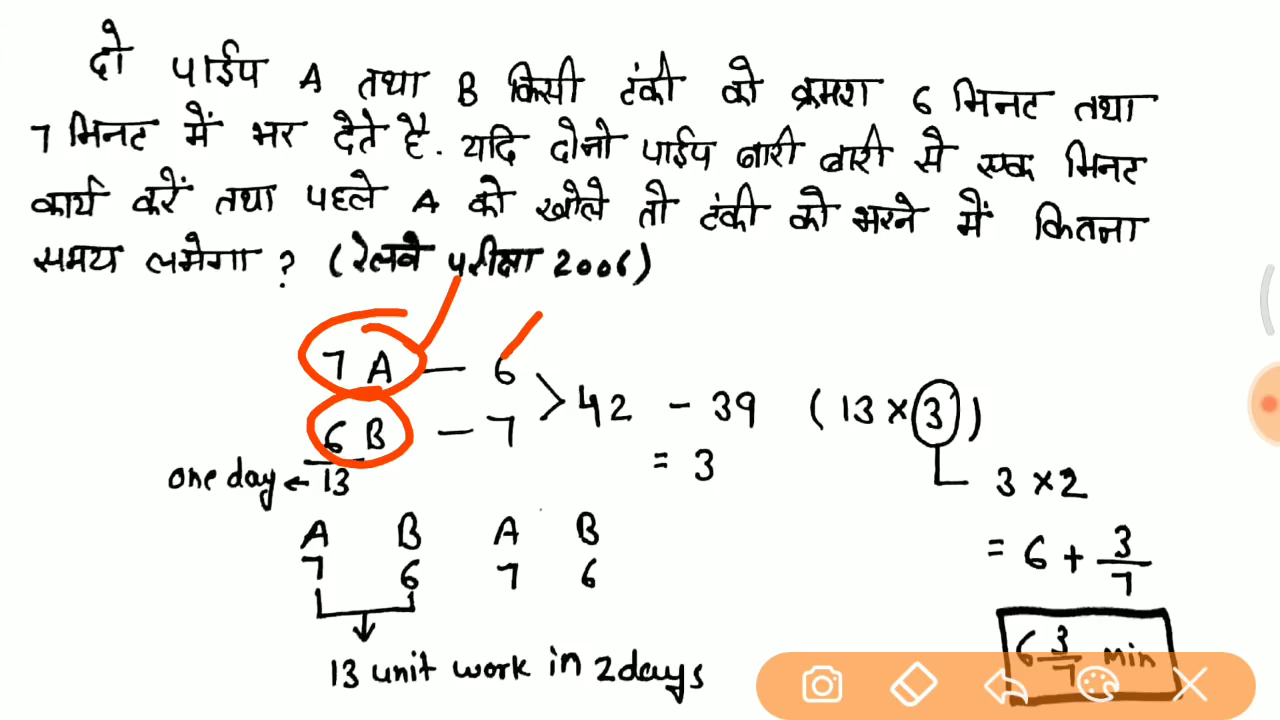 दो पाईप A तथा B किसी टंकी को क्रमश 6 मिनट तथा
7 मिनट में भर देते है. यदि दोनो पाईप बारी बारी से एक मिनट
कार्य करें तथा पहले A को खोले तो टंकी को भरने में कितना
समय लगेगा ? (रेलवे परीक्षा 2006)
7 A — 6
6 B — 7
> 42 - 39 (13 × 3)
= 3
one day ← 13
3 × 2
A B A B
7 6 7 6
= 6 + 3/7
13 unit work in 2 days
6 3/7 min